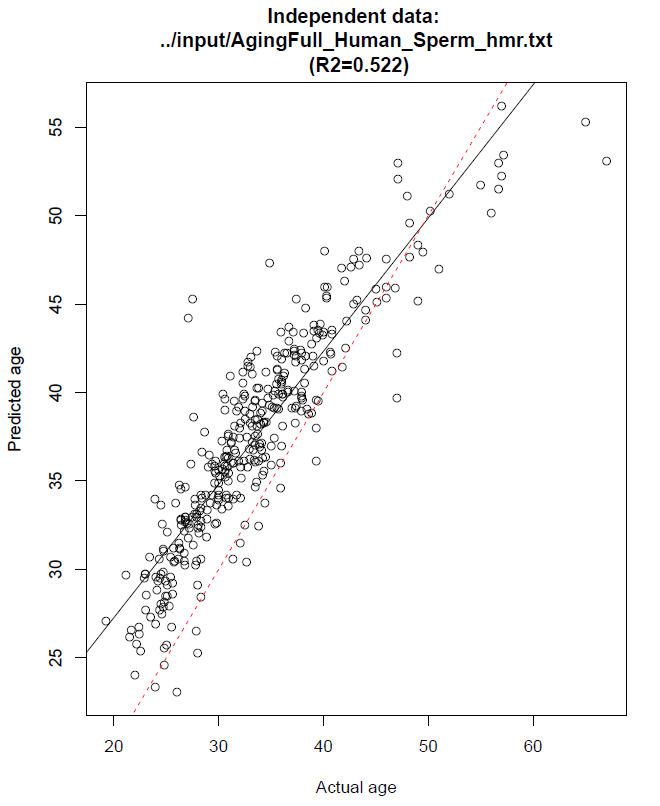 Independent data:
../input/AgingFull_Human_Sperm_hmr.txt
(R2=0.522)
55
50
45
40
35
30
25
Predicted age
20 30 40 50 60
Actual age